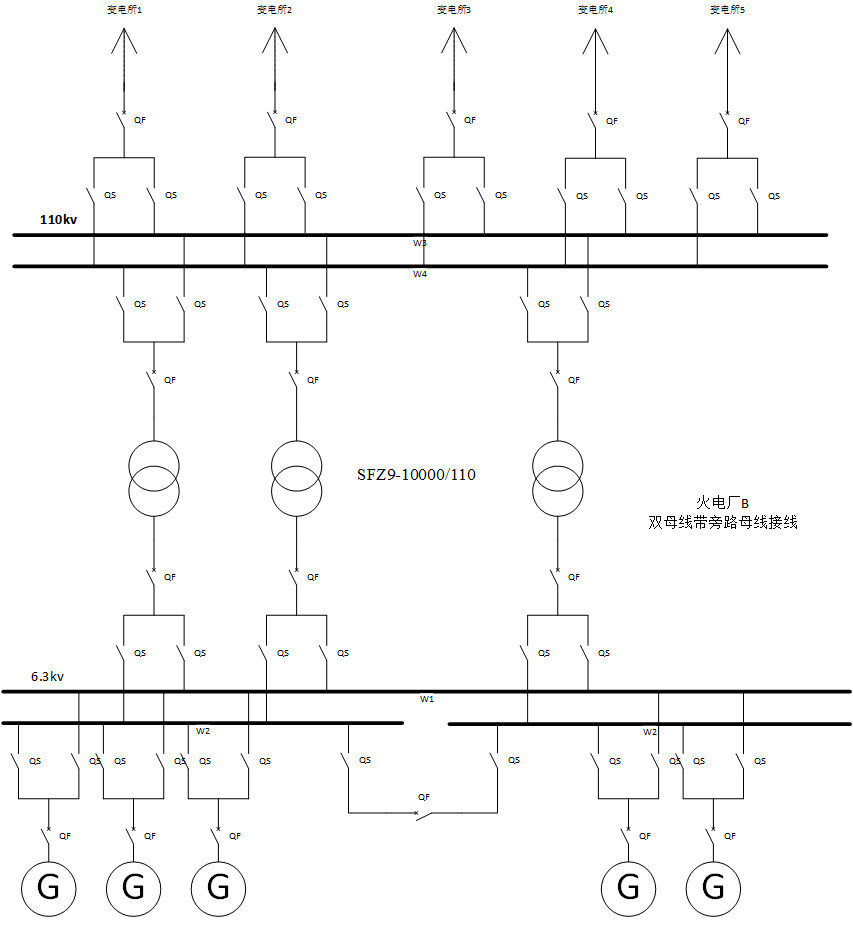 变电所1 变电所2 变电所3 变电所4 变电所5
QF QF QF QF QF
QS QS QS QS QS QS QS QS QS QS
110kv
W3
W4
QS QS QS QS QS QS
QF QF QF
SFZ9-10000/110
火电厂B
双母线带旁路母线接线
QF QF QF
QS QS QS QS QS QS
6.3kv
W1
W2 W2
QS QS QS QS QS QS QS QS QS QS QS QS
QF
QF QF QF QF QF
G G G G G